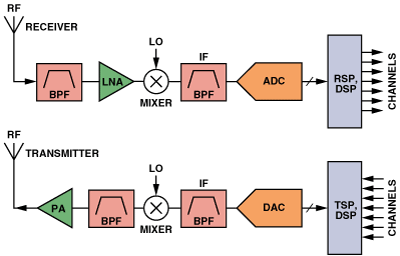 RF
RECEIVER
LO
IF
BPF
LNA
MIXER
BPF
ADC
RSP,
DSP
CHANNELS
RF
TRANSMITTER
LO
IF
PA
BPF
MIXER
BPF
DAC
TSP,
DSP
CHANNELS